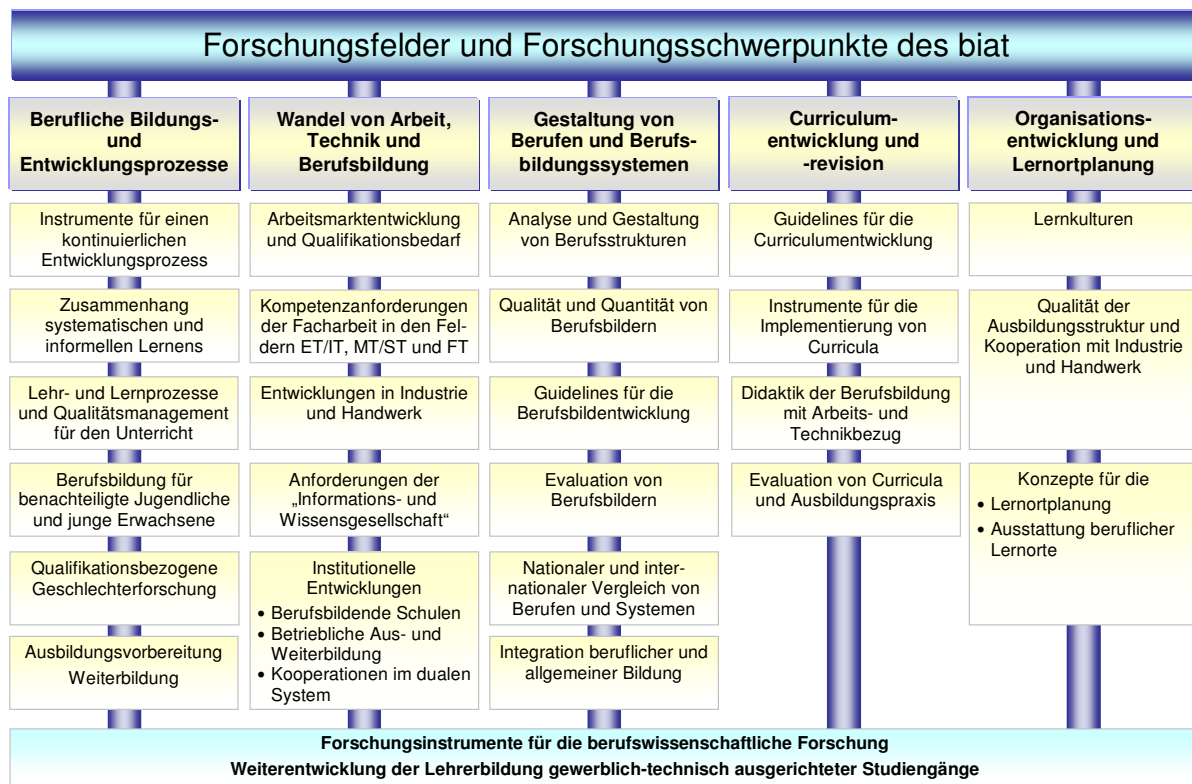 Forschungsfelder und Forschungsschwerpunkte des biat
Berufliche Bildungs-
und
Entwicklungsprozesse
Instrumente für einen
kontinuierlichen
Entwicklungsprozess
Zusammenhang
systematischen und
informellen Lernens
Lehr- und Lernprozesse
und Qualitätsmanagement
für den Unterricht
Berufsbildung für
benachteiligte Jugendliche
und junge Erwachsene
Qualifikationsbezogene
Geschlechterforschung
Ausbildungsvorbereitung
Weiterbildung
Wandel von Arbeit,
Technik und
Berufsbildung
Arbeitsmarktentwicklung
und Qualifikationsbedarf
Kompetenzanforderungen
der Facharbeit in den Fel-
dern ET/IT, MT/ST und FT
Entwicklungen in Industrie
und Handwerk
Anforderungen der
„Informations- und
Wissensgesellschaft“
Institutionelle
Entwicklungen
• Berufsbildende Schulen
• Betriebliche Aus- und
Weiterbildung
• Kooperationen im dualen
System
Gestaltung von
Berufen und Berufs-
bildungssystemen
Analyse und Gestaltung
von Berufsstrukturen
Qualität und Quantität von
Berufsbildern
Guidelines für die
Berufsbildentwicklung
Evaluation von
Berufsbildern
Nationaler und inter-
nationaler Vergleich von
Berufen und Systemen
Integration beruflicher und
allgemeiner Bildung
Curriculum-
entwicklung und
-revision
Guidelines für die
Curriculumentwicklung
Instrumente für die
Implementierung von
Curricula
Didaktik der Berufsbildung
mit Arbeits- und
Technikbezug
Evaluation von Curricula
und Ausbildungspraxis
Organisations-
entwicklung und
Lernortplanung
Lernkulturen
Qualität der
Ausbildungsstruktur und
Kooperation mit Industrie
und Handwerk
Konzepte für die
• Lernortplanung
• Ausstattung beruflicher
Lernorte
Forschungsinstrumente für die berufswissenschaftliche Forschung
Weiterentwicklung der Lehrerbildung gewerblich-technisch ausgerichteter Studiengänge